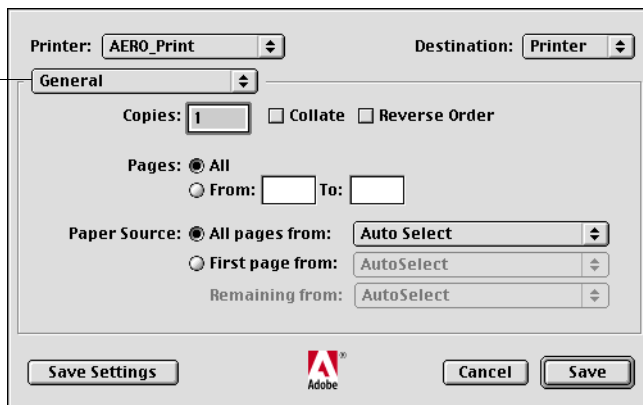 Printer: AERO_Print Destination: Printer
General
Copies: 1 Collate Reverse Order
Pages: All
From: To:
Paper Source: All pages from: Auto Select
First page from: AutoSelect
Remaining from: AutoSelect
Save Settings Adobe® Cancel Save